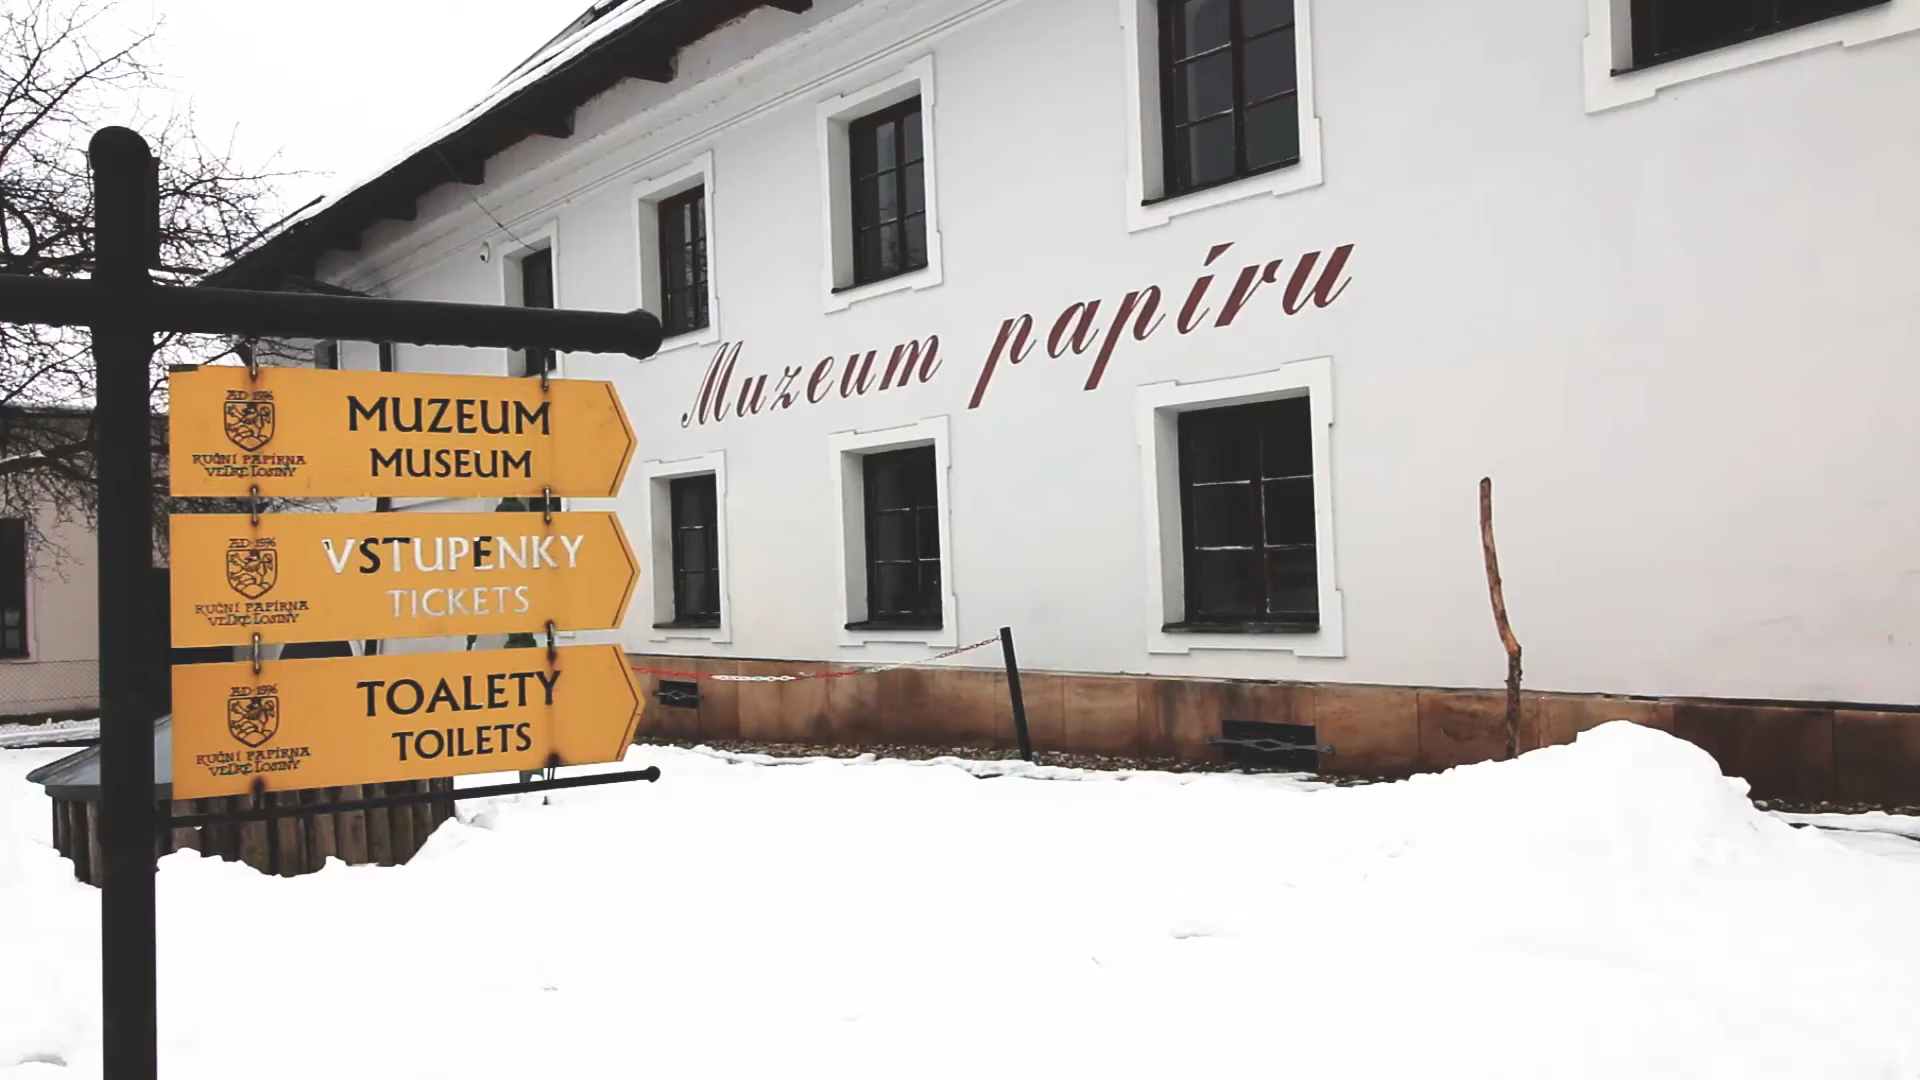 Muzeum papíru
AD 1596
RUČNÍ PAPÍRNA
VELKÉ LOSINY
MUZEUM
MUSEUM
AD 1596
RUČNÍ PAPÍRNA
VELKÉ LOSINY
VSTUPENKY
TICKETS
AD 1596
RUČNÍ PAPÍRNA
VELKÉ LOSINY
TOALETY
TOILETS